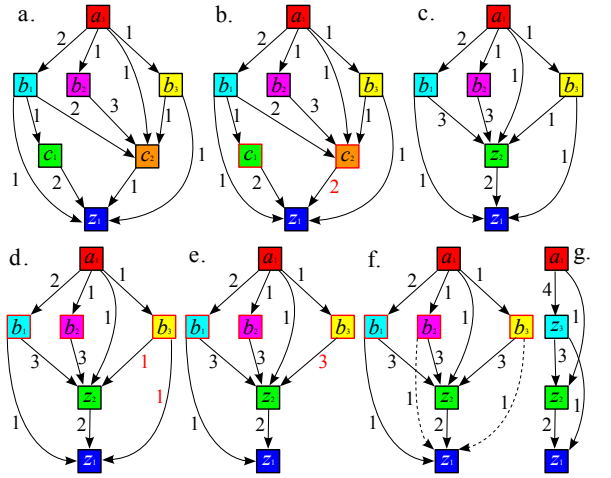 a.
a₁
2 1 1
1
b₁ b₂ b₃
1 2 3 1
c₁ c₂
1 2 1 1
z₁
b.
a₁
2 1 1
1
b₁ b₂ b₃
1 2 3 1
c₁ c₂
1 2 2 1
z₁
c.
a₁
2 1 1
1
b₁ b₂ b₃
3 3 1
z₂
1 2 1
z₁
d.
a₁
2 1 1
1
b₁ b₂ b₃
3 3 1
z₂
1 2 1
z₁
e.
a₁
2 1 1
1
b₁ b₂ b₃
3 3 3
z₂
1 2
z₁
f.
a₁
2 1 1
1
b₁ b₂ b₃
3 3 3
z₂
1 1 2 1
z₁
g.
a₁
4
z₃ 1
3
z₂
2 1
z₁